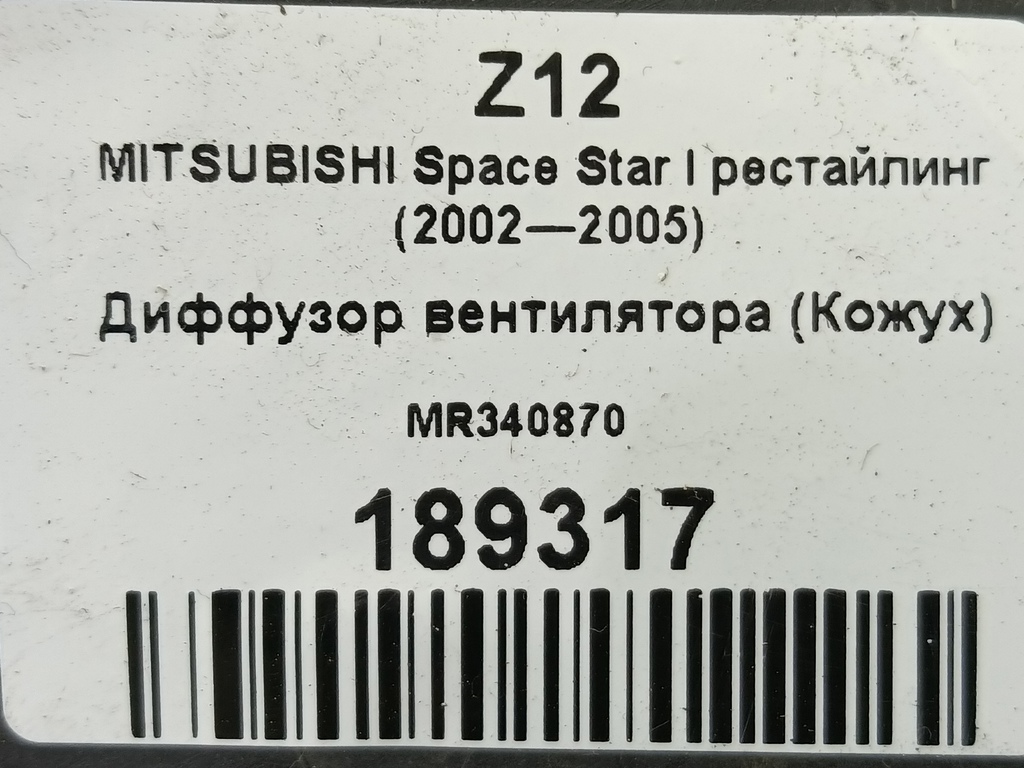 Z12
MITSUBISHI Space Star I рестайлинг
(2002—2005)
Диффузор вентилятора (Кожух)
MR340870
189317